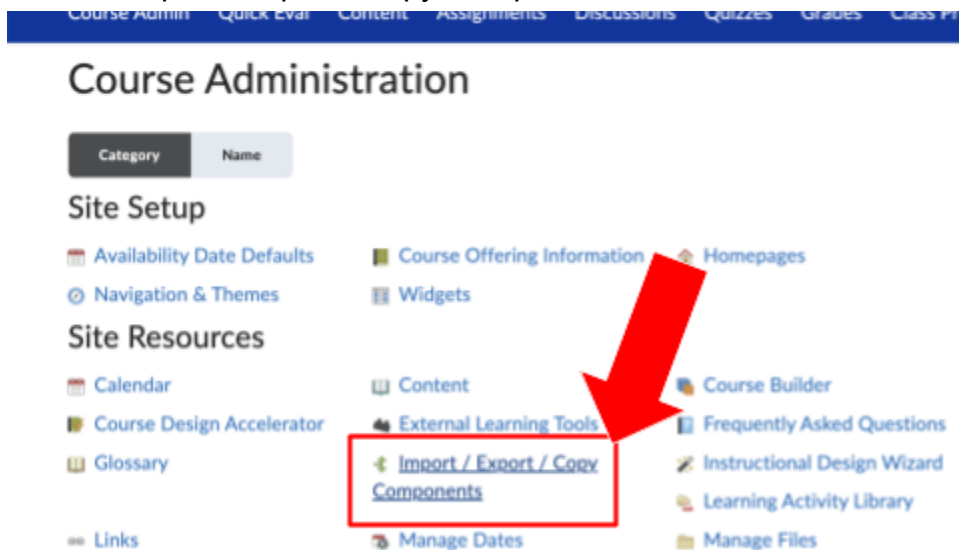 Course Admin Quick Eval Content Assignments Discussions Quizzes Grades Class
Course Administration
Category Name
Site Setup
Availability Date Defaults Course Offering Information Homepages
Navigation & Themes Widgets
Site Resources
Calendar Content Course Builder
Course Design Accelerator External Learning Tools Frequently Asked Questions
Glossary Import / Export / Copy Instructional Design Wizard
Components
Learning Activity Library
Links Manage Dates Manage Files